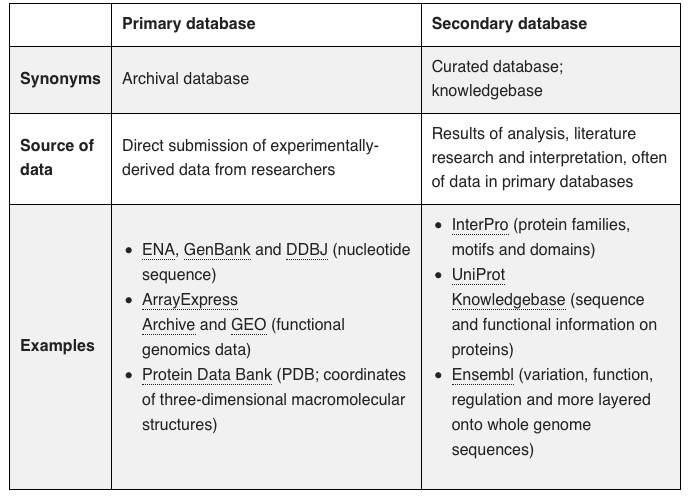 Primary database
Secondary database
Synonyms
Archival database
Curated database;
knowledgebase
Source of
data
Direct submission of experimentally-
derived data from researchers
Results of analysis, literature
research and interpretation, often
of data in primary databases
Examples
• ENA, GenBank and DDBJ (nucleotide
sequence)
• ArrayExpress
Archive and GEO (functional
genomics data)
• Protein Data Bank (PDB; coordinates
of three-dimensional macromolecular
structures)
• InterPro (protein families,
motifs and domains)
• UniProt
Knowledgebase (sequence
and functional information on
proteins)
• Ensembl (variation, function,
regulation and more layered
onto whole genome
sequences)